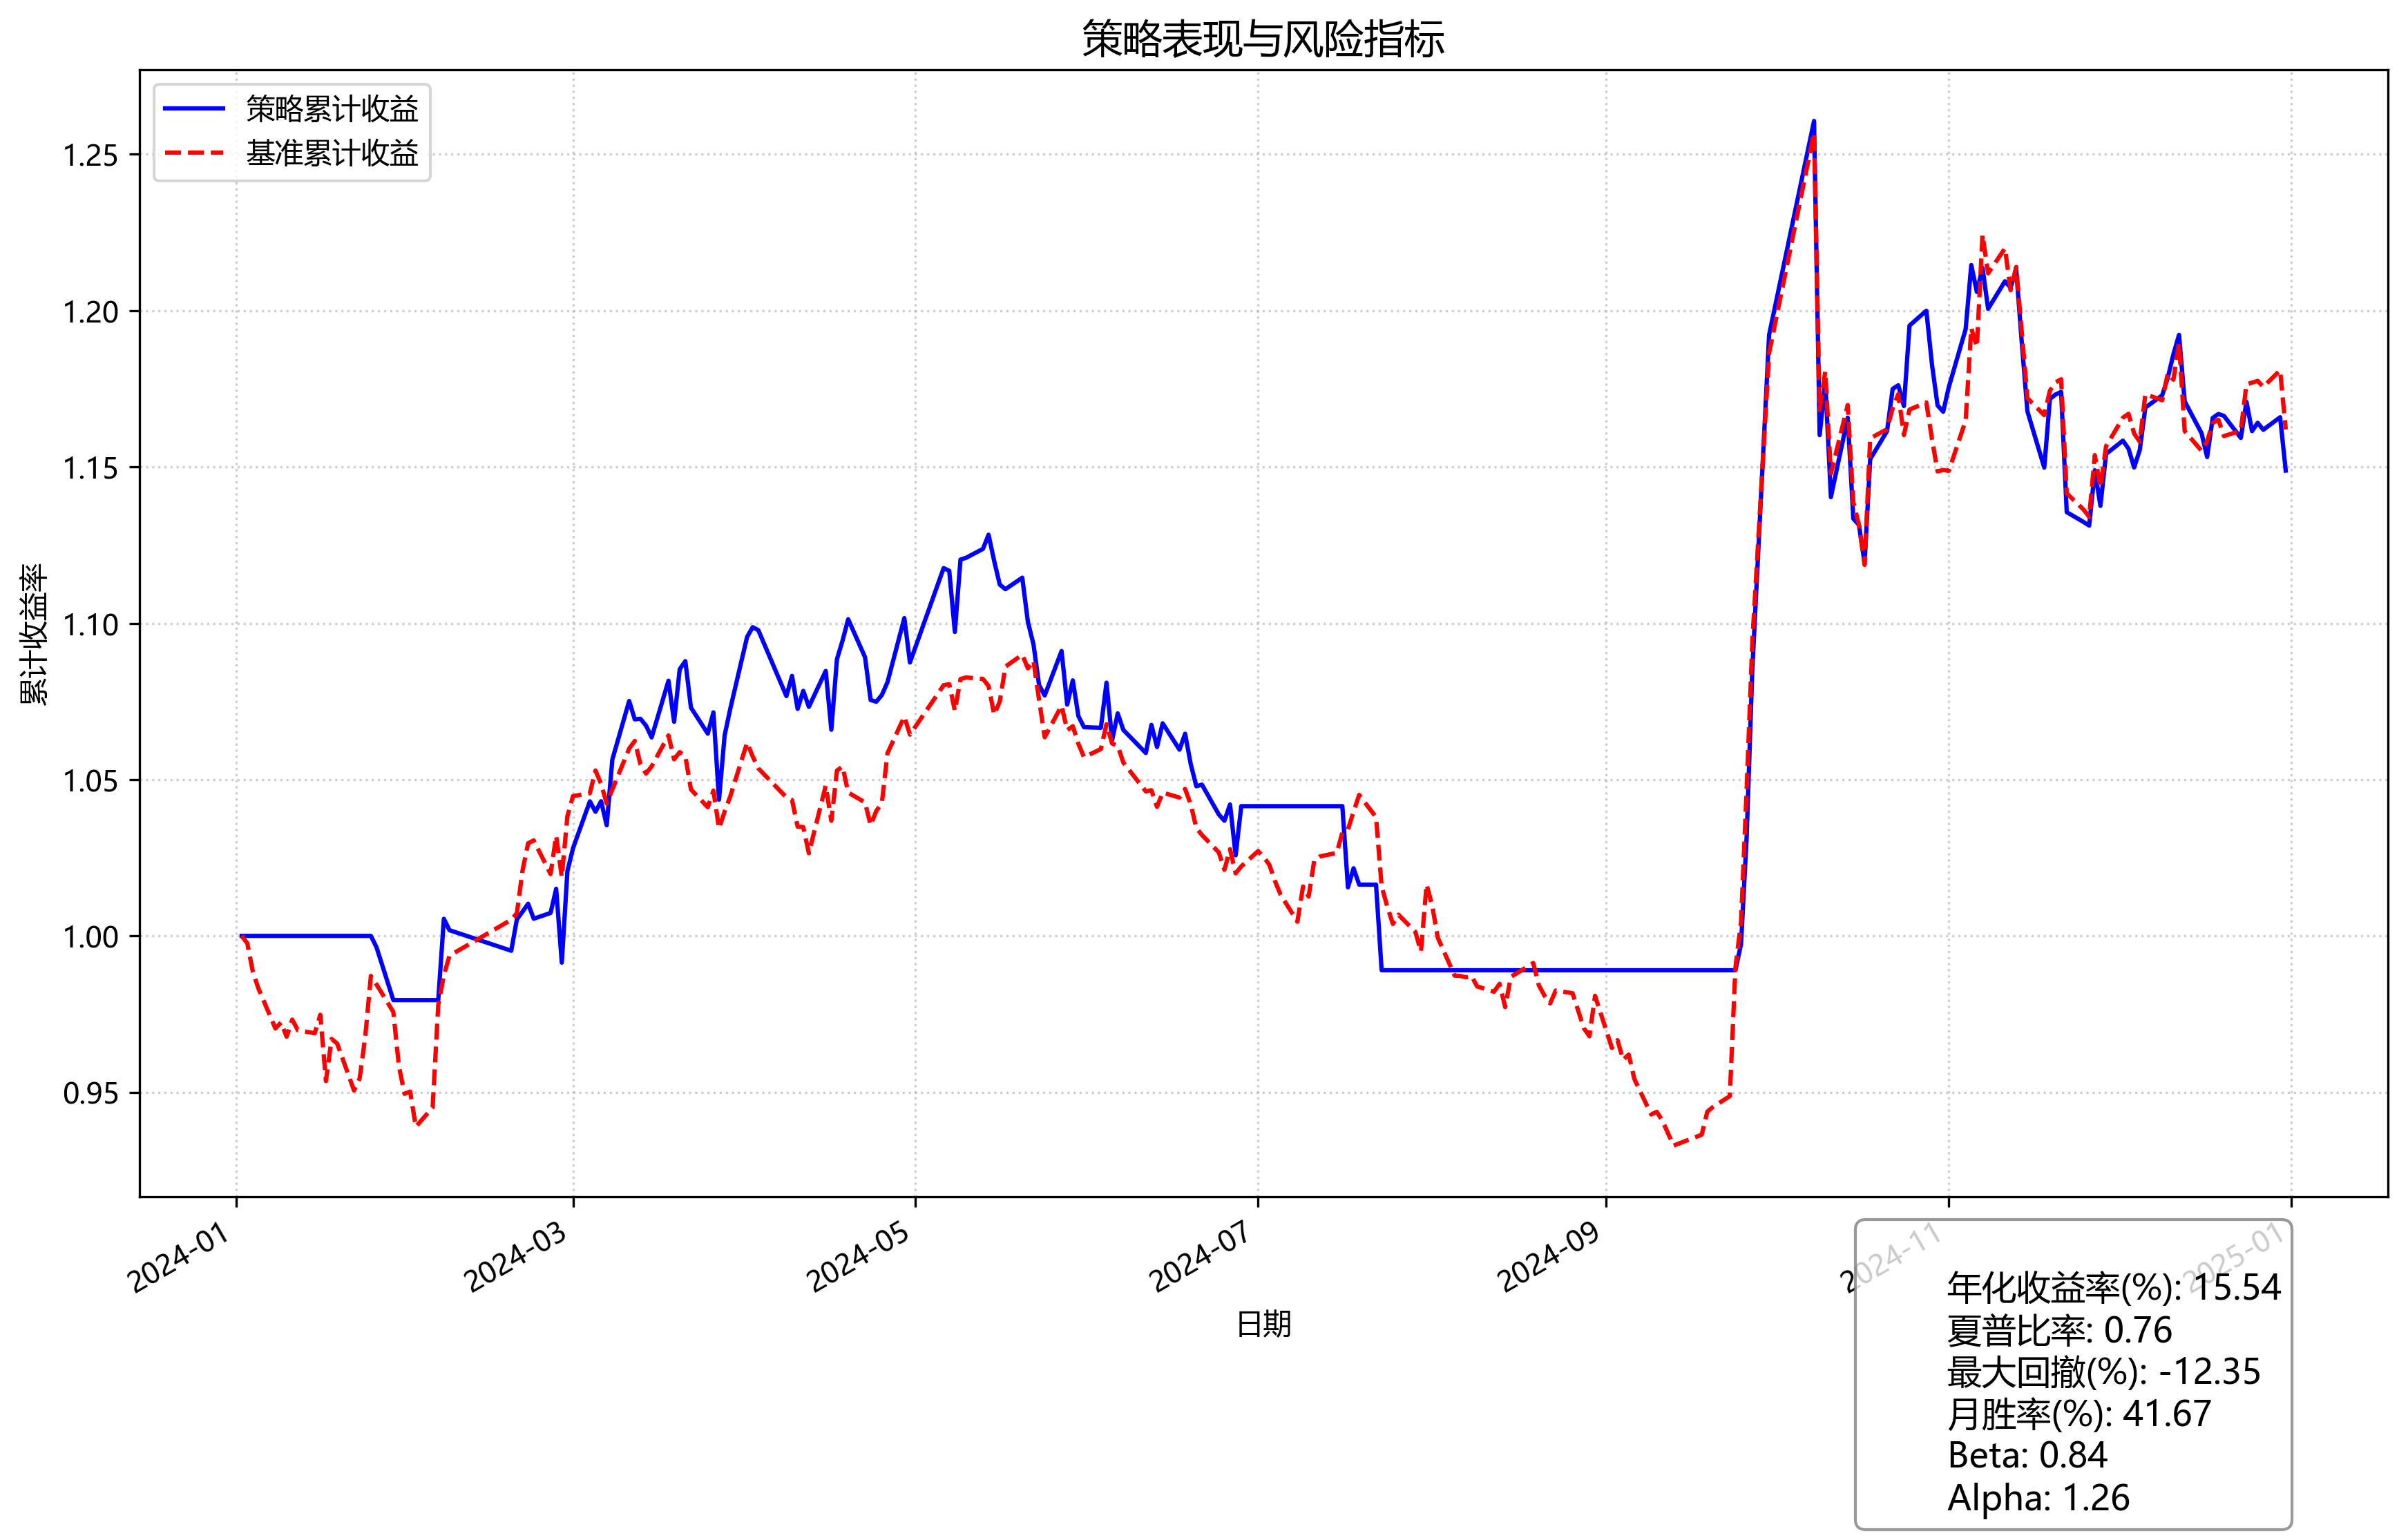 策略表现与风险指标
策略累计收益
基准累计收益
累计收益率
1.25
1.20
1.15
1.10
1.05
1.00
0.95
2024-01
2024-03
2024-05
2024-07
2024-09
2024-11
2025-01
日期
年化收益率(%): 15.54
夏普比率: 0.76
最大回撤(%): -12.35
月胜率(%): 41.67
Beta: 0.84
Alpha: 1.26